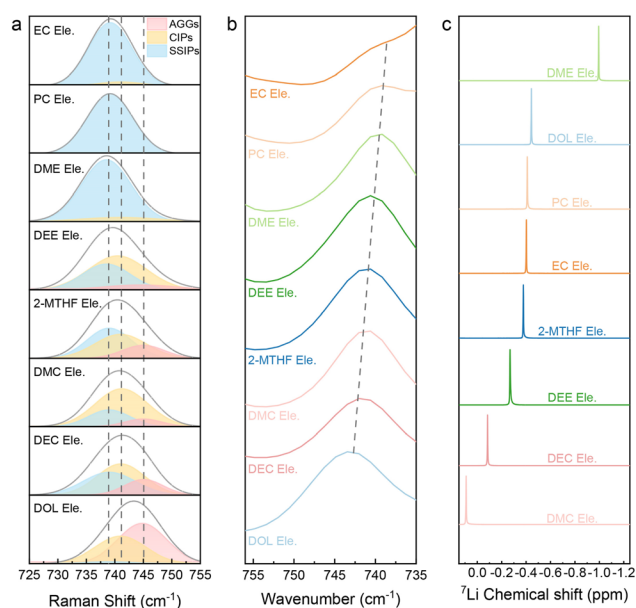 a
EC Ele.
AGGs
CIPs
SSIPs
PC Ele.
DME Ele.
DEE Ele.
2-MTHF Ele.
DMC Ele.
DEC Ele.
DOL Ele.
725 730 735 740 745 750 755
Raman Shift (cm-1)
b
EC Ele.
PC Ele.
DME Ele.
DEE Ele.
2-MTHF Ele.
DMC Ele.
DEC Ele.
DOL Ele.
755 750 745 740 735
Wavenumber (cm-1)
c
DME Ele.
DOL Ele.
PC Ele.
EC Ele.
2-MTHF Ele.
DEE Ele.
DEC Ele.
DMC Ele.
0.0 -0.2 -0.4 -0.6 -0.8 -1.0 -1.2
7Li Chemical shift (ppm)